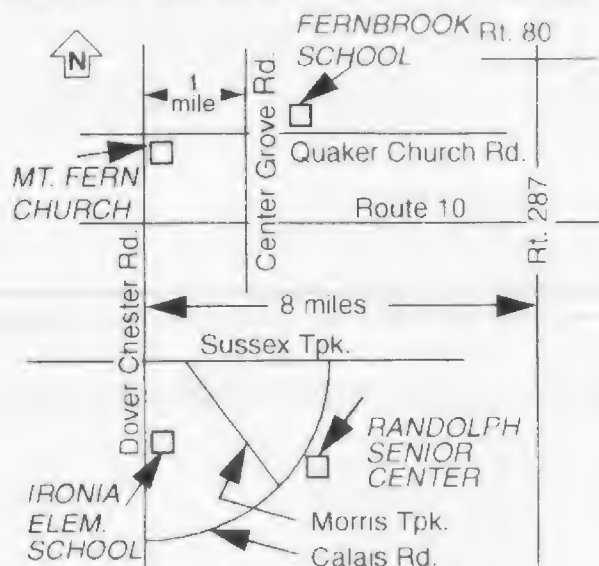 FERNBROOK
SCHOOL
Rt. 80
N
1
mile
Center Grove Rd.
Quaker Church Rd.
MT. FERN
CHURCH
Route 10
Rt. 287
Dover Chester Rd.
8 miles
Sussex Tpk.
RANDOLPH
SENIOR
CENTER
IRONIA
ELEM.
SCHOOL
Morris Tpk.
Calais Rd.